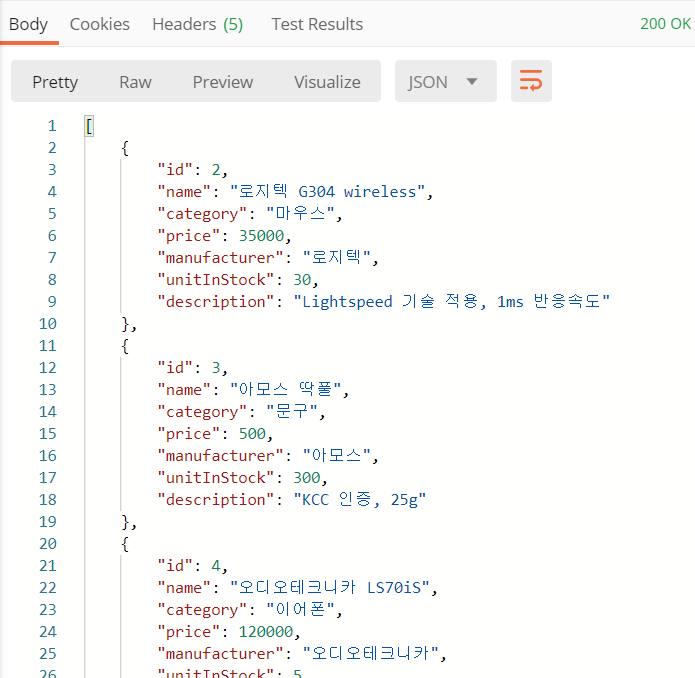 Body Cookies Headers (5) Test Results 200 OK
Pretty Raw Preview Visualize JSON
1 [
2 {
3 "id": 2,
4 "name": "로지텍 G304 wireless",
5 "category": "마우스",
6 "price": 35000,
7 "manufacturer": "로지텍",
8 "unitInStock": 30,
9 "description": "Lightspeed 기술 적용, 1ms 반응속도"
10 },
11 {
12 "id": 3,
13 "name": "아모스 딱풀",
14 "category": "문구",
15 "price": 500,
16 "manufacturer": "아모스",
17 "unitInStock": 300,
18 "description": "KCC 인증, 25g"
19 },
20 {
21 "id": 4,
22 "name": "오디오테크니카 LS70iS",
23 "category": "이어폰",
24 "price": 120000,
25 "manufacturer": "오디오테크니카",
26 "unitInStock": 5